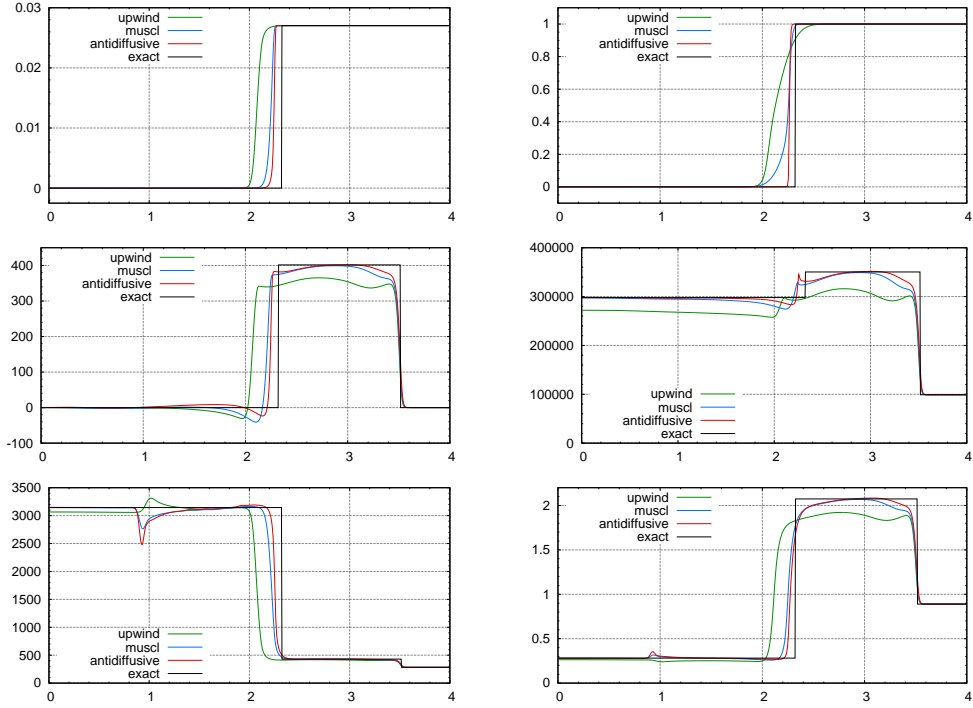 0.03
0.02
0.01
0
0 1 2 3 4
upwind
muscl
antidiffusive
exact
1
0.8
0.6
0.4
0.2
0
0 1 2 3 4
upwind
muscl
antidiffusive
exact
400
300
200
100
0
-100
0 1 2 3 4
upwind
muscl
antidiffusive
exact
400000
300000
200000
100000
0
0 1 2 3 4
upwind
muscl
antidiffusive
exact
3500
3000
2500
2000
1500
1000
500
0
0 1 2 3 4
upwind
muscl
antidiffusive
exact
2
1.5
1
0.5
0
0 1 2 3 4
upwind
muscl
antidiffusive
exact